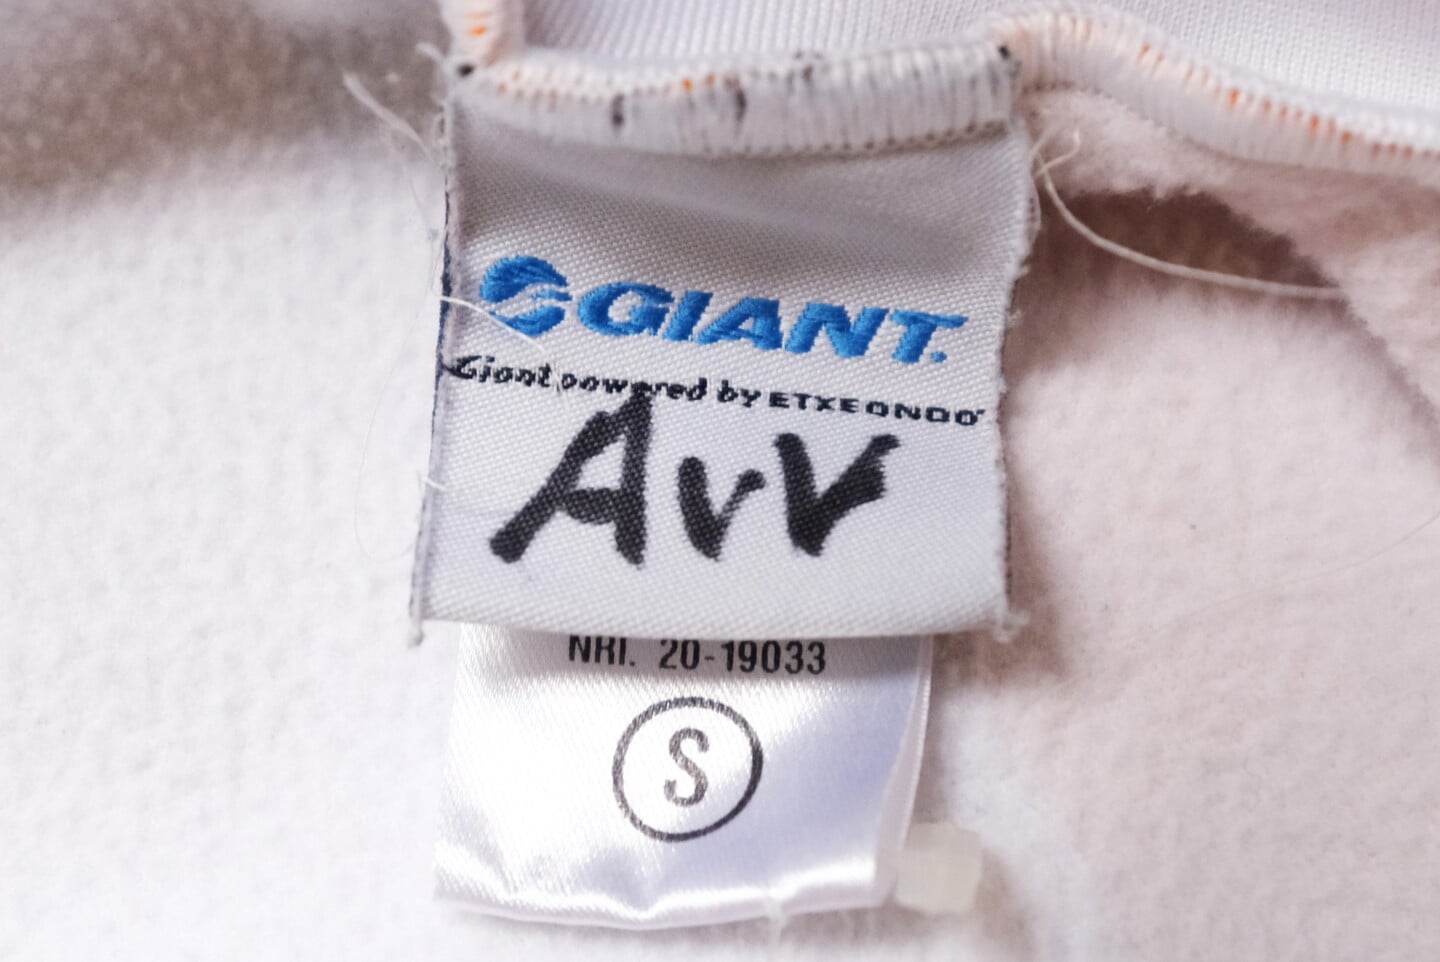 GIANT.
Giant powered by ETXEONDO
AvV
NRI. 20-19033
S